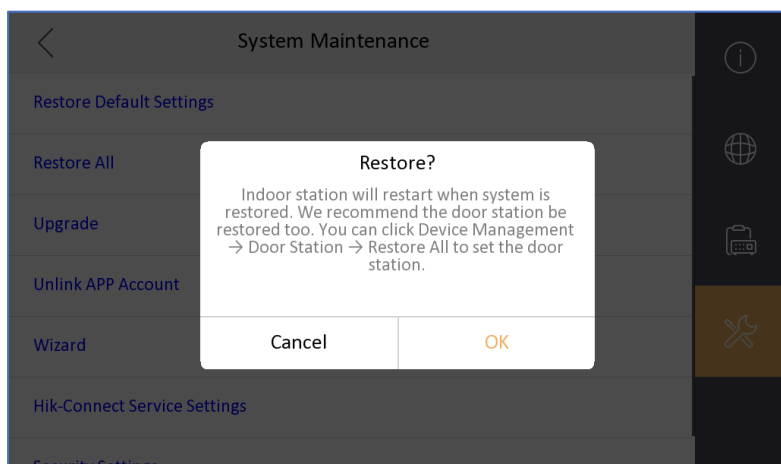 System Maintenance
Restore Default Settings
Restore All
Restore?
Indoor station will restart when system is
restored. We recommend the door station be
restored too. You can click Device Management
→ Door Station → Restore All to set the door
station.
Upgrade
Unlink APP Account
Wizard
Cancel
OK
Hik-Connect Service Settings
Security Settings